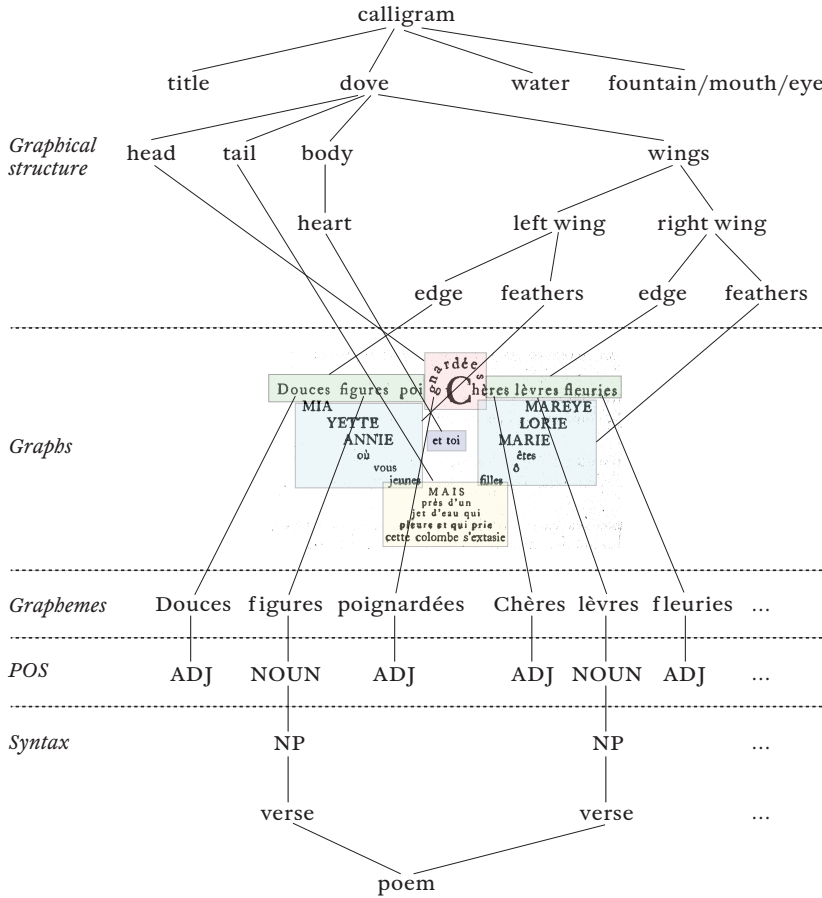 calligram
title dove water fountain/mouth/eye
Graphical structure
head tail body wings
heart left wing right wing
edge feathers edge feathers
Graphs
gnardées
Douces figures poi C hères lèvres fleuries
MIA
YETTE
ANNIE
où
vous
jeunes
et toi
MAREYE
LORIE
MARIE
êtes
ô
filles
MAIS
près d'un
jet d'eau qui
pleure et qui prie
cette colombe s'extasie
Graphemes Douces figures poignardées Chères lèvres fleuries ...
POS ADJ NOUN ADJ ADJ NOUN ADJ ...
Syntax NP NP ...
verse verse ...
poem